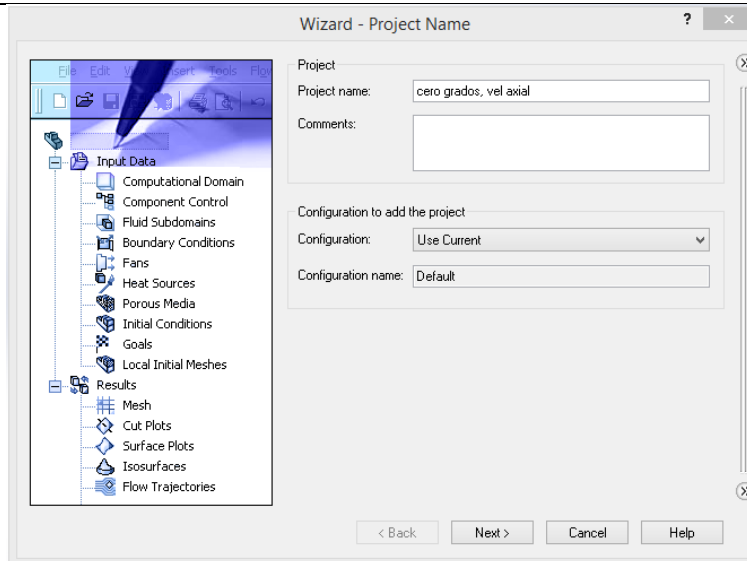 Wizard - Project Name
?
File Edit View Insert Tools Flow
Input Data
Computational Domain
Component Control
Fluid Subdomains
Boundary Conditions
Fans
Heat Sources
Porous Media
Initial Conditions
Goals
Local Initial Meshes
Results
Mesh
Cut Plots
Surface Plots
Isosurfaces
Flow Trajectories
Project
Project name: cero grados, vel axial
Comments:
Configuration to add the project
Configuration: Use Current
Configuration name: Default
< Back Next > Cancel Help